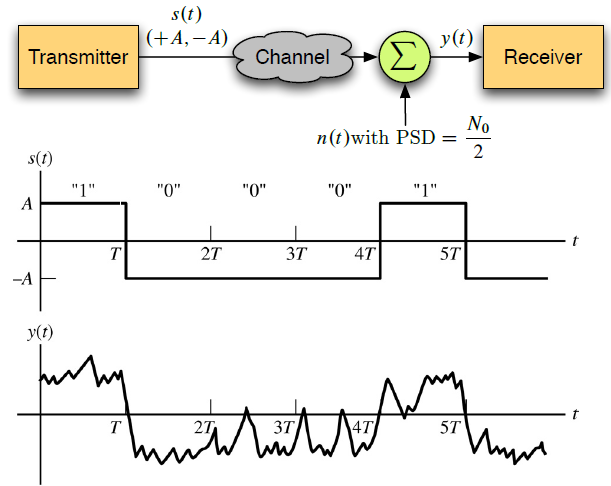 s(t)
(+A, −A)
Transmitter
Channel
Σ
y(t)
Receiver
n(t) with PSD = N₀/2
s(t)
"1" "0" "0" "0" "1"
A
T 2T 3T 4T 5T t
−A
y(t)
T 2T 3T 4T 5T t